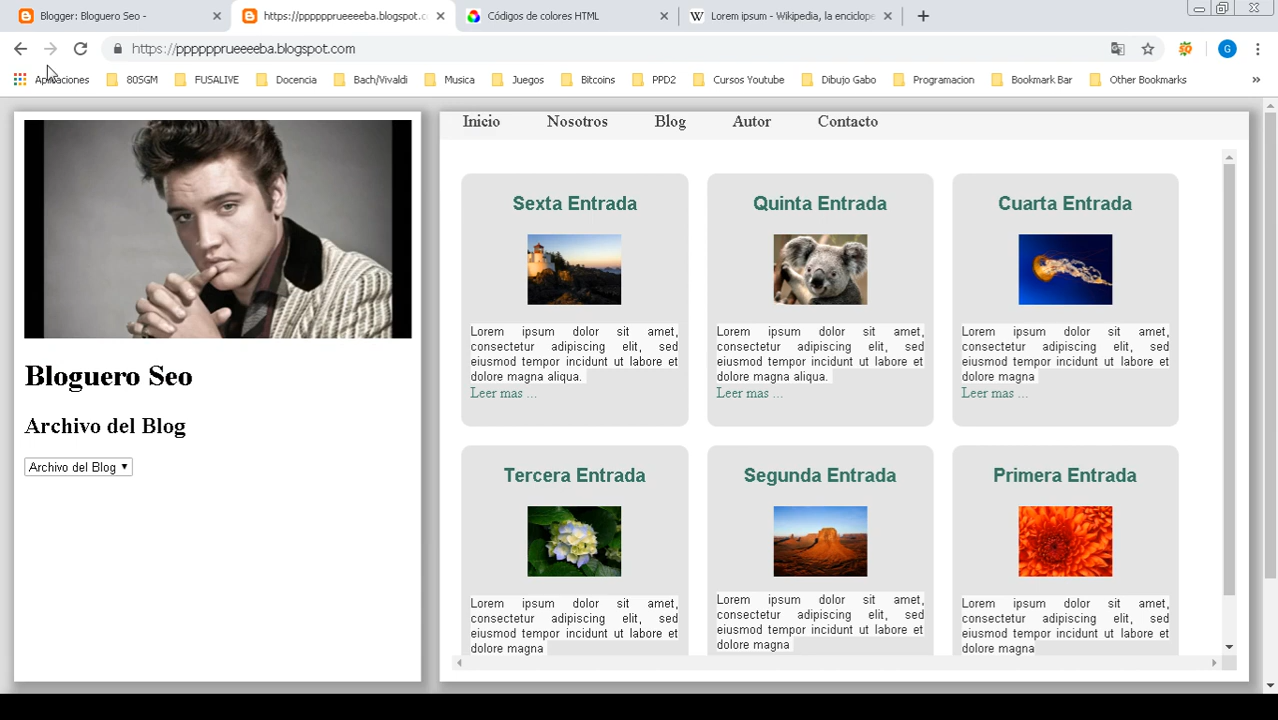 Blogger: Bloguero Seo -
https://ppppppprueeeeba.blogspot.c
Códigos de colores HTML
Lorem ipsum - Wikipedia, la enciclope
https://ppppppprueeeeba.blogspot.com
G
Aplicaciones
80SGM
FUSALIVE
Docencia
Bach/Vivaldi
Musica
Juegos
Bitcoins
PPD2
Cursos Youtube
Dibujo Gabo
Programacion
Bookmark Bar
Other Bookmarks
»
Bloguero Seo
Archivo del Blog
Archivo del Blog
Inicio Nosotros Blog Autor Contacto
Sexta Entrada
Lorem ipsum dolor sit amet,
consectetur adipiscing elit, sed
eiusmod tempor incidunt ut labore et
dolore magna aliqua.
Leer mas ...
Quinta Entrada
Lorem ipsum dolor sit amet,
consectetur adipiscing elit, sed
eiusmod tempor incidunt ut labore et
dolore magna aliqua.
Leer mas ...
Cuarta Entrada
Lorem ipsum dolor sit amet,
consectetur adipiscing elit, sed
eiusmod tempor incidunt ut labore et
dolore magna
Leer mas ...
Tercera Entrada
Lorem ipsum dolor sit amet,
consectetur adipiscing elit, sed
eiusmod tempor incidunt ut labore et
dolore magna
Segunda Entrada
Lorem ipsum dolor sit amet,
consectetur adipiscing elit, sed
eiusmod tempor incidunt ut labore et
dolore magna
Primera Entrada
Lorem ipsum dolor sit amet,
consectetur adipiscing elit, sed
eiusmod tempor incidunt ut labore et
dolore magna